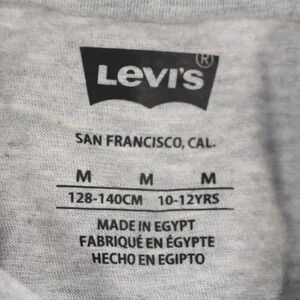 Levi's®
SAN FRANCISCO, CAL.
M M M
128-140CM 10-12YRS
MADE IN EGYPT
FABRIQUÉ EN ÉGYPTE
HECHO EN EGIPTO